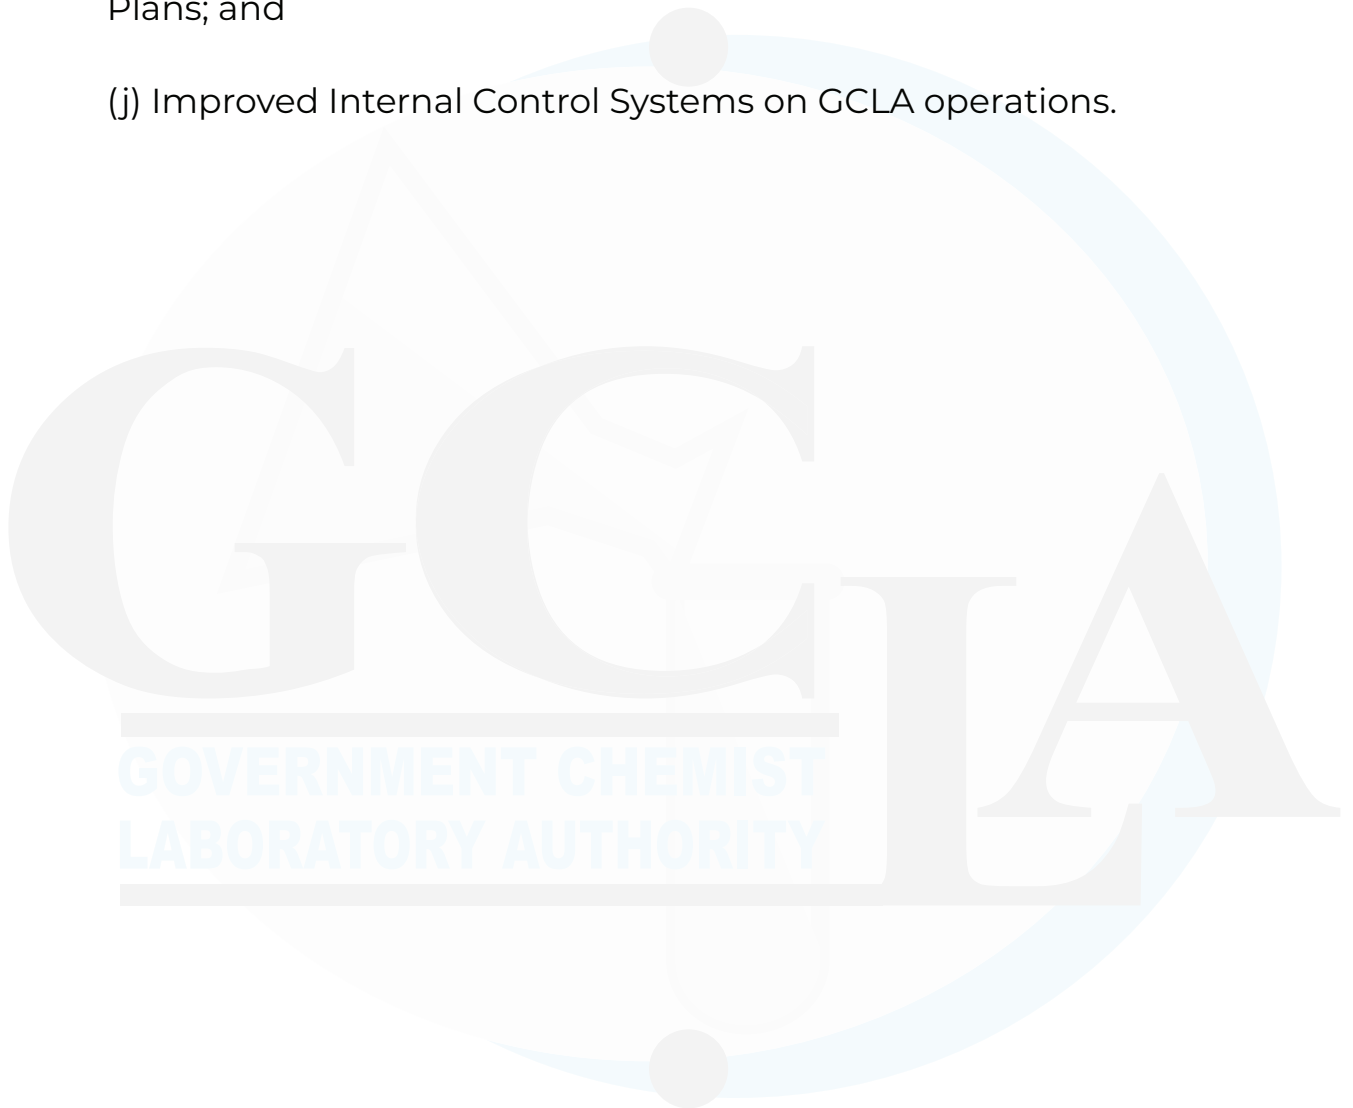 Plans; and
(j) Improved Internal Control Systems on GCLA operations.
GCLA
GOVERNMENT CHEMIST
LABORATORY AUTHORITY